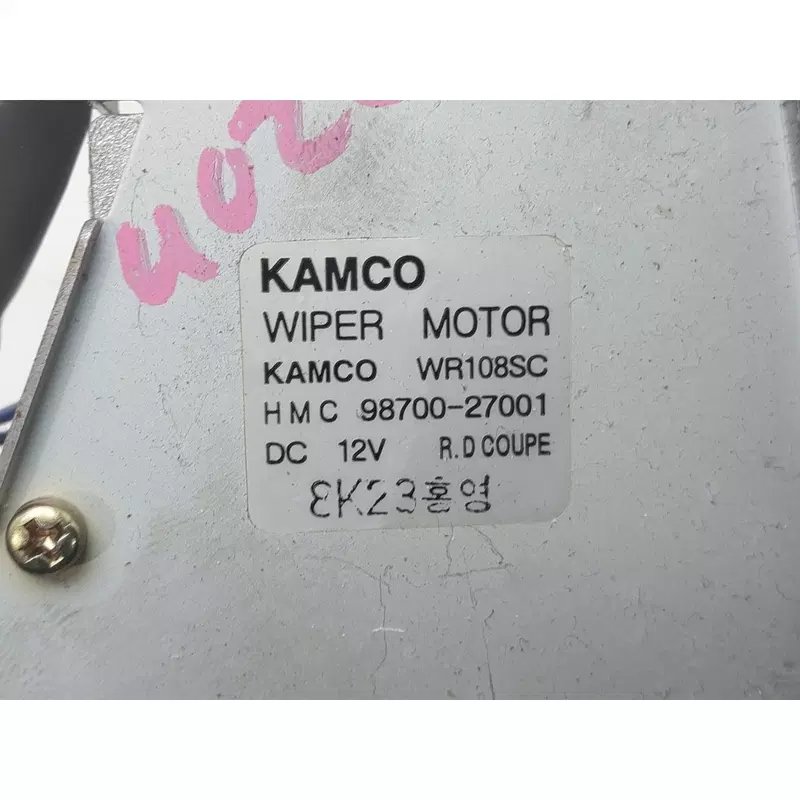 KAMCO
WIPER MOTOR
KAMCO WR108SC
HMC 98700-27001
DC 12V R.D COUPE
8K23홍영